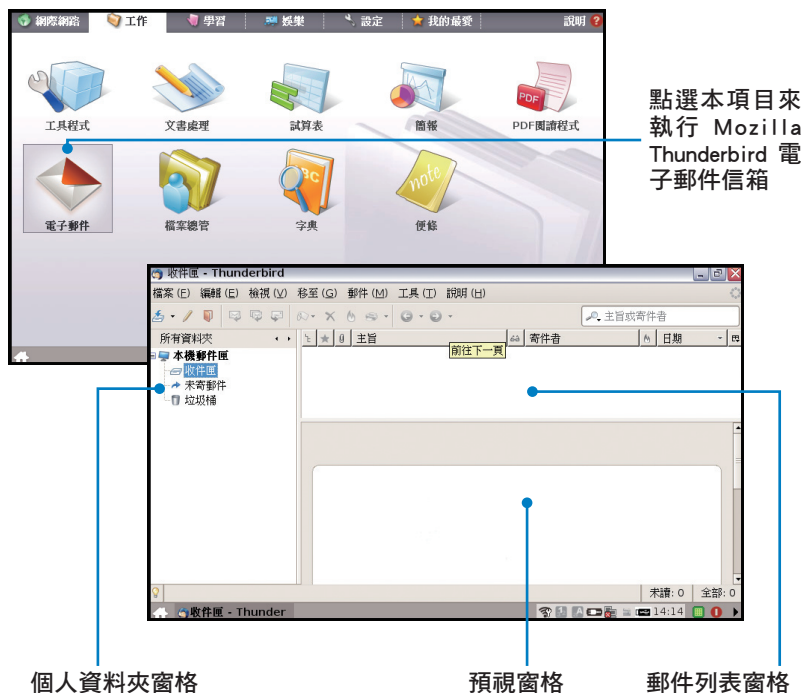 網際網路 工作 學習 娛樂 設定 我的最愛 說明 ?
工具程式 文書處理 試算表 簡報 PDF閱讀程式
PDF
電子郵件 檔案總管 字典 便條
BC
note
點選本項目來
執行 Mozilla
Thunderbird 電
子郵件信箱
收件匣 - Thunderbird
檔案(F) 編輯(E) 檢視(V) 移至(G) 郵件(M) 工具(T) 說明(H)
主旨或寄件者
所有資料夾 主旨 寄件者 日期
前往下一頁
本機郵件匣
收件匣
未寄郵件
垃圾桶
未讀: 0 全部: 0
收件匣 - Thunder 14:14
個人資料夾窗格 預視窗格 郵件列表窗格